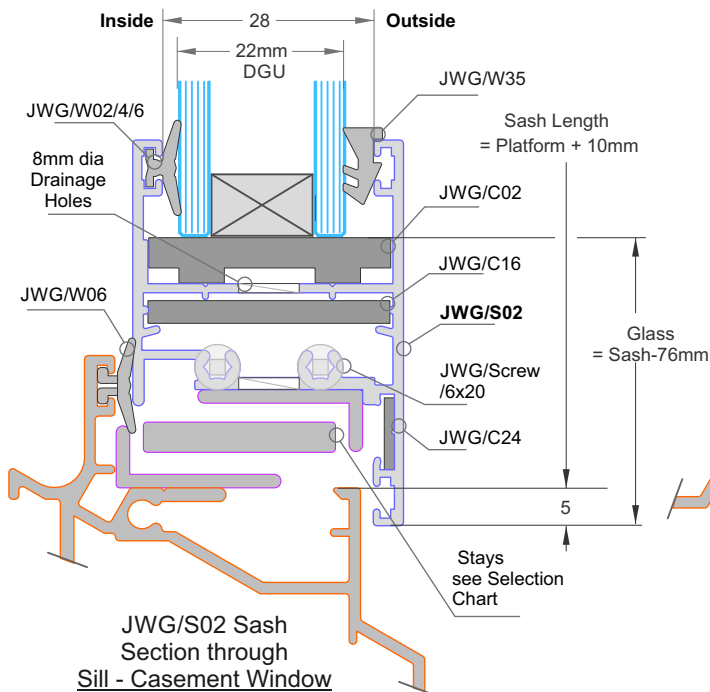 Inside
28
Outside
22mm
DGU
JWG/W35
JWG/W02/4/6
Sash Length
= Platform + 10mm
8mm dia
Drainage
Holes
JWG/C02
JWG/C16
JWG/W06
JWG/S02
Glass
= Sash-76mm
JWG/Screw
/6x20
JWG/C24
5
Stays
see Selection
Chart
JWG/S02 Sash
Section through
Sill - Casement Window